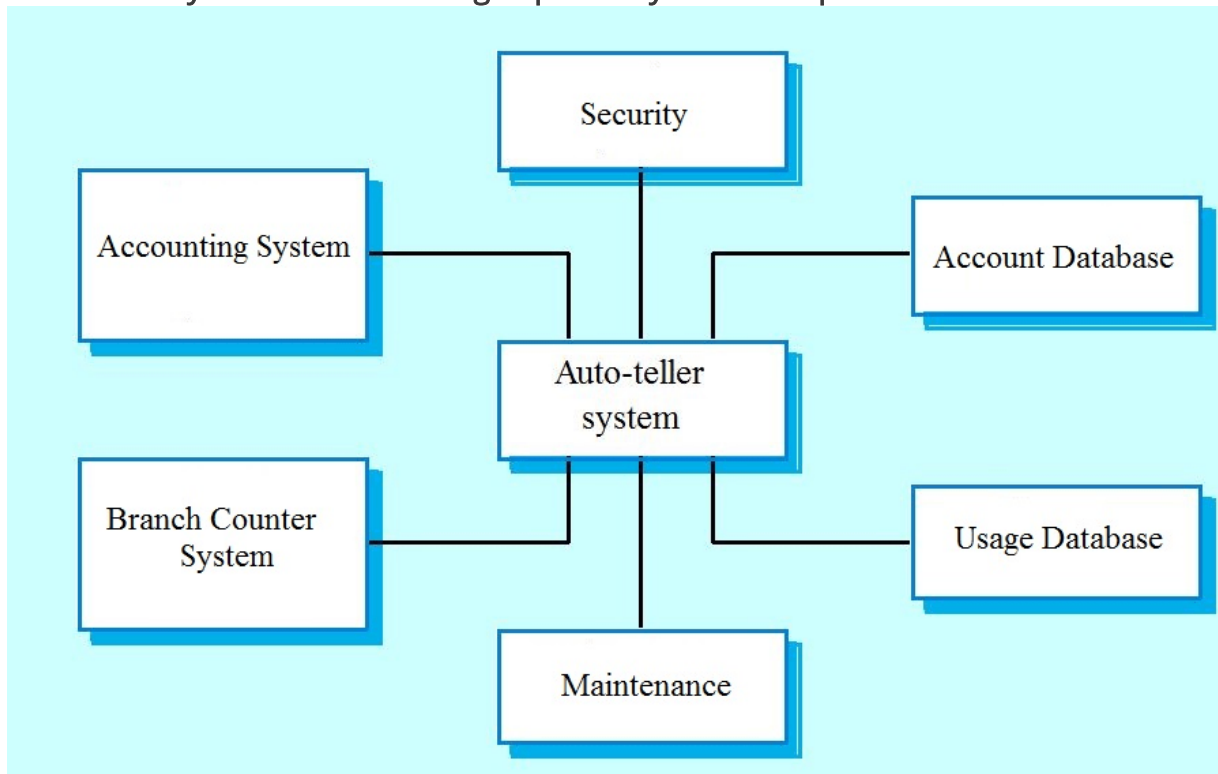 Security
Accounting System
Account Database
Auto-teller
system
Branch Counter
System
Usage Database
Maintenance